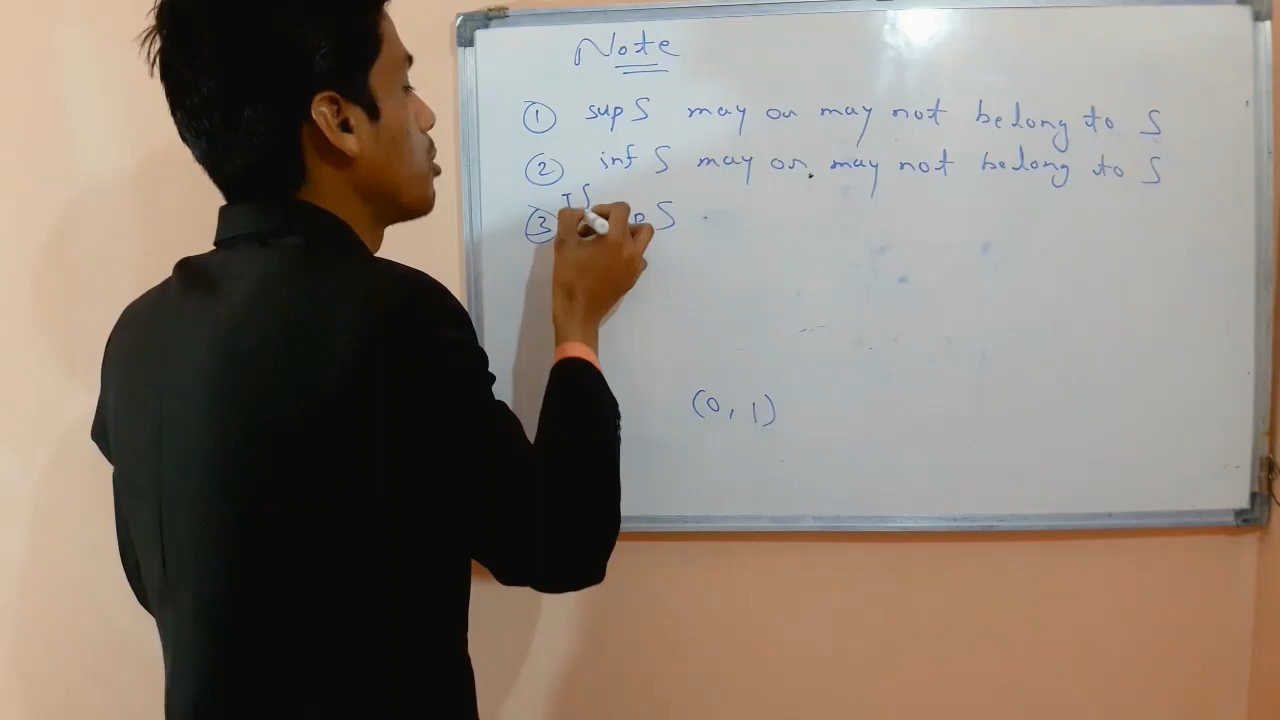 Note
① sup S may or may not belong to S
② inf S may or may not belong to S
③ S
(0, 1)